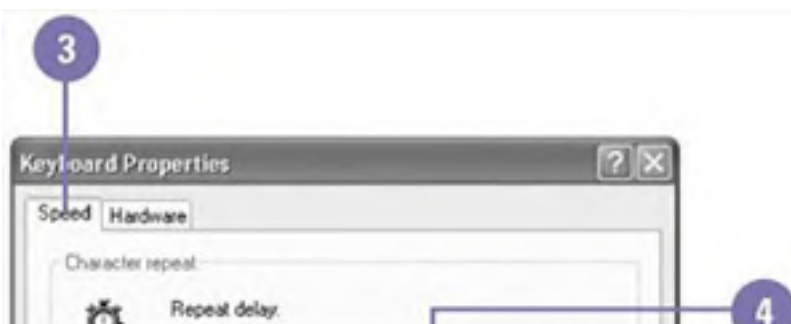 3
Keyboard Properties
Speed Hardware
Character repeat
Repeat delay:
4